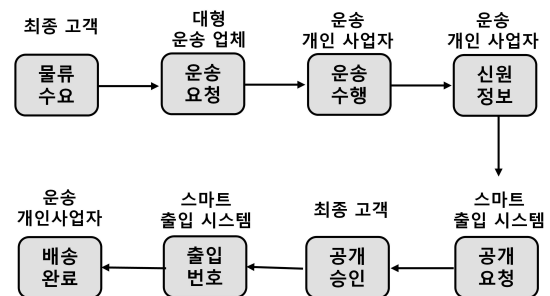 최종 고객
물류
수요
대형
운송 업체
운송
요청
운송
개인 사업자
운송
수행
운송
개인 사업자
신원
정보
운송
개인사업자
배송
완료
스마트
출입 시스템
출입
번호
최종 고객
공개
승인
스마트
출입 시스템
공개
요청